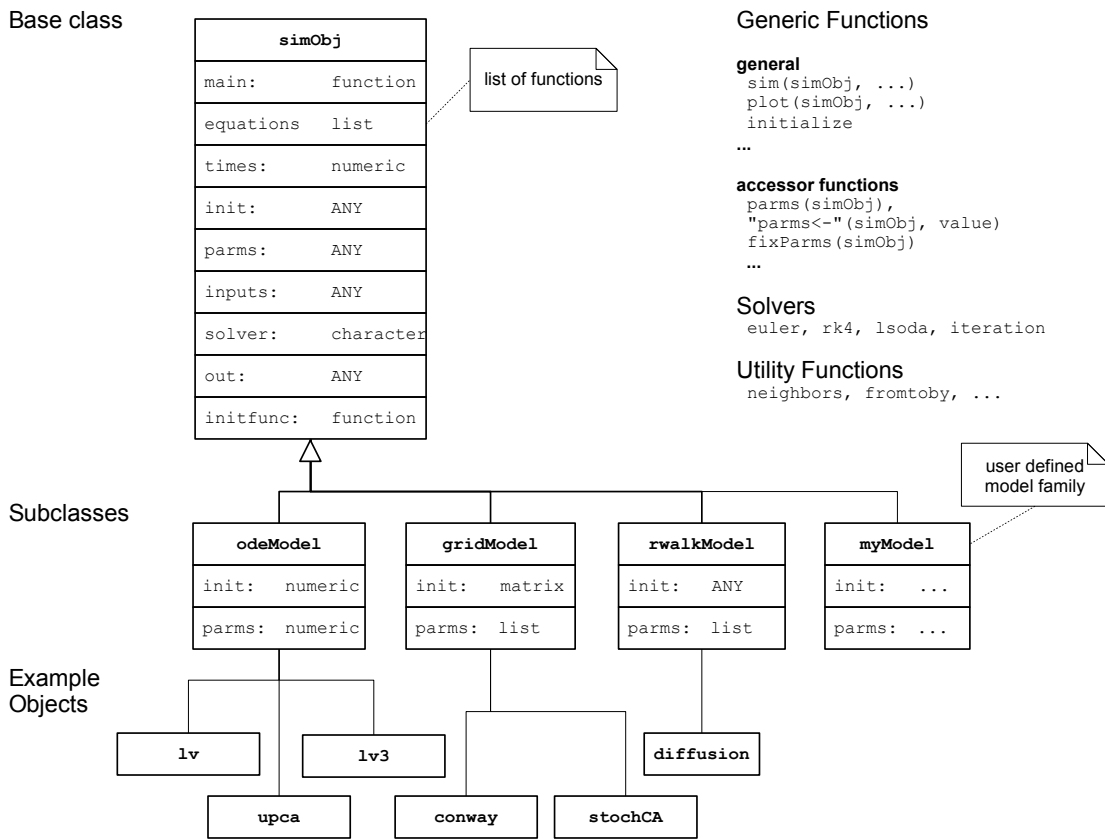 Base class
simObj
main: function
equations list
times: numeric
init: ANY
parms: ANY
inputs: ANY
solver: character
out: ANY
initfunc: function
list of functions
Generic Functions
general
sim(simObj, ...)
plot(simObj, ...)
initialize
...
accessor functions
parms(simObj),
"parms<-"(simObj, value)
fixParms(simObj)
...
Solvers
euler, rk4, lsoda, iteration
Utility Functions
neighbors, fromtoby, ...
user defined
model family
Subclasses
odeModel
init: numeric
parms: numeric
gridModel
init: matrix
parms: list
rwalkModel
init: ANY
parms: list
myModel
init: ...
parms: ...
Example
Objects
lv
lv3
diffusion
upca
conway
stochCA